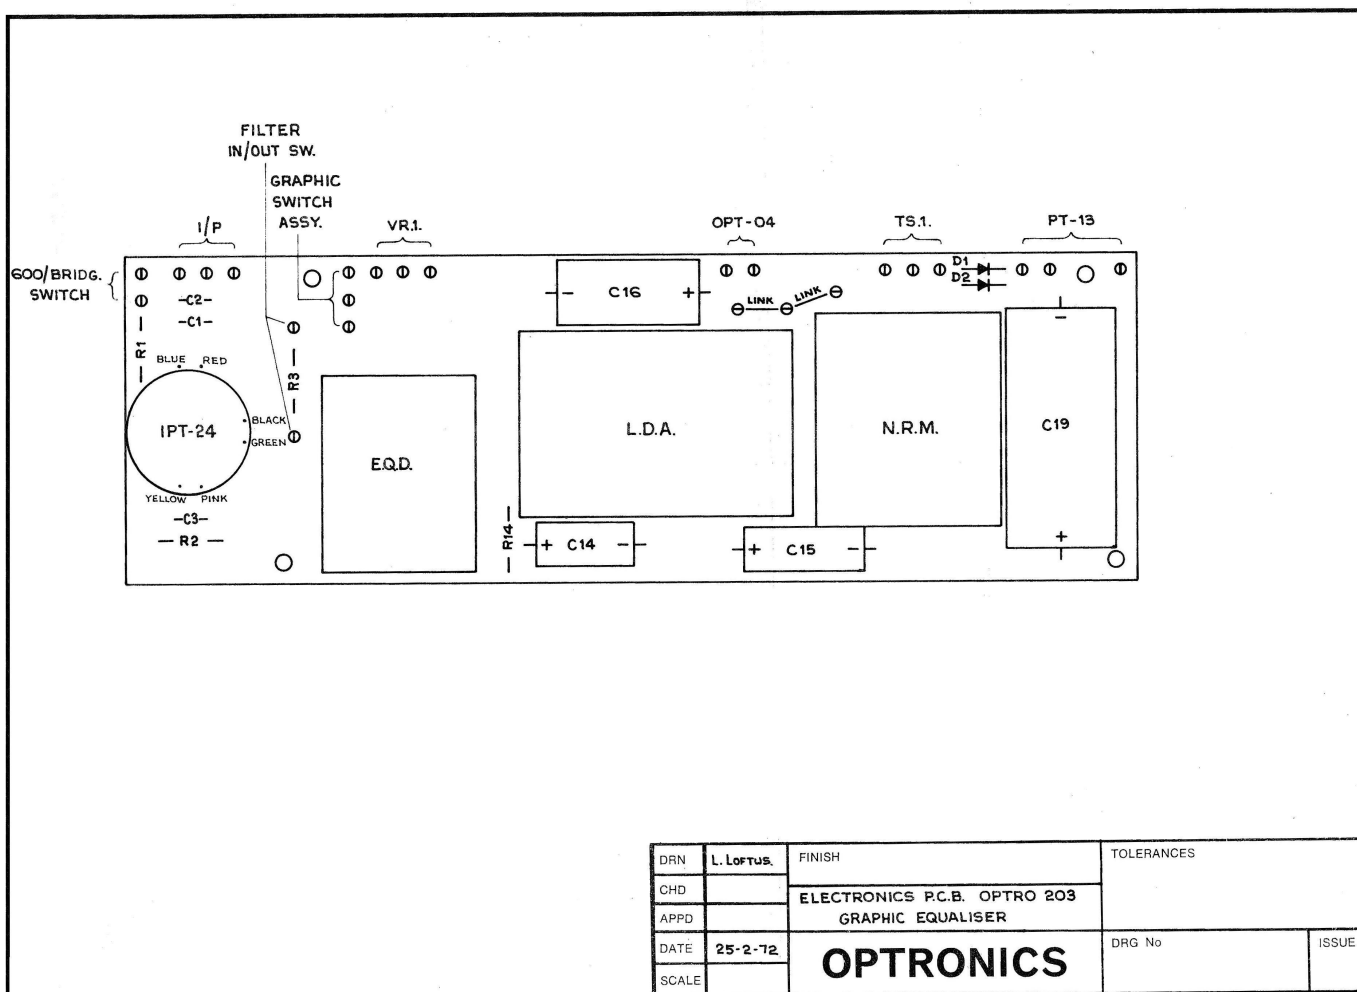 FILTER
IN/OUT SW.
GRAPHIC
SWITCH
ASSY.
I/P
VR.1.
OPT-04
TS.1.
PT-13
600/BRIDG.
SWITCH
-C2-
-C1-
R1
BLUE
RED
IPT-24
BLACK
GREEN
YELLOW
PINK
-C3-
R2
R3
E.Q.D.
- C16 +
LINK
LINK
D1
D2
L.D.A.
N.R.M.
-
C19
+
R14
+ C14 -
+ C15 -
DRN
L. LOFTUS.
CHD
APPD
DATE
25-2-72
SCALE
FINISH
ELECTRONICS P.C.B. OPTRO 203
GRAPHIC EQUALISER
OPTRONICS
TOLERANCES
DRG No
ISSUE